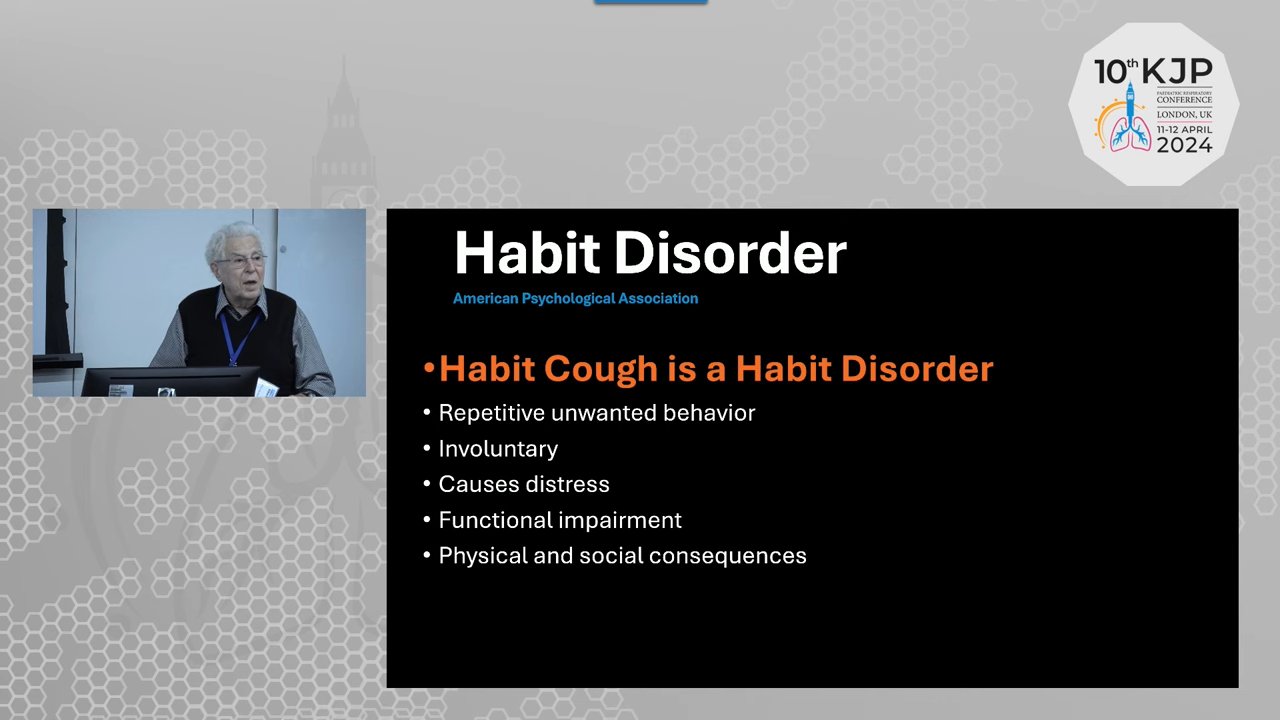 10th KJP
PAEDIATRIC RESPIRATORY
CONFERENCE
LONDON, UK
11-12 APRIL
2024
Habit Disorder
American Psychological Association
•Habit Cough is a Habit Disorder
• Repetitive unwanted behavior
• Involuntary
• Causes distress
• Functional impairment
• Physical and social consequences